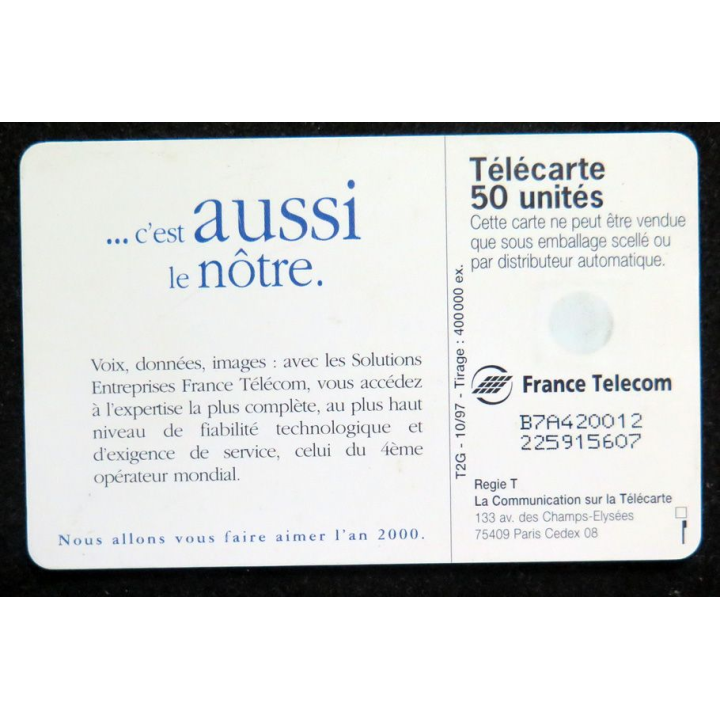 ... c'est aussi
le nôtre.
Voix, données, images : avec les Solutions
Entreprises France Télécom, vous accédez
à l'expertise la plus complète, au plus haut
niveau de fiabilité technologique et
d'exigence de service, celui du 4ème
opérateur mondial.
Nous allons vous faire aimer l'an 2000.
T2G - 10/97 - Tirage : 400 000 ex.
Télécarte
50 unités
Cette carte ne peut être vendue
que sous emballage scellé ou
par distributeur automatique.
France Telecom
B7A420012
225915607
Regie T
La Communication sur la Télécarte
133 av. des Champs-Elysées
75409 Paris Cedex 08